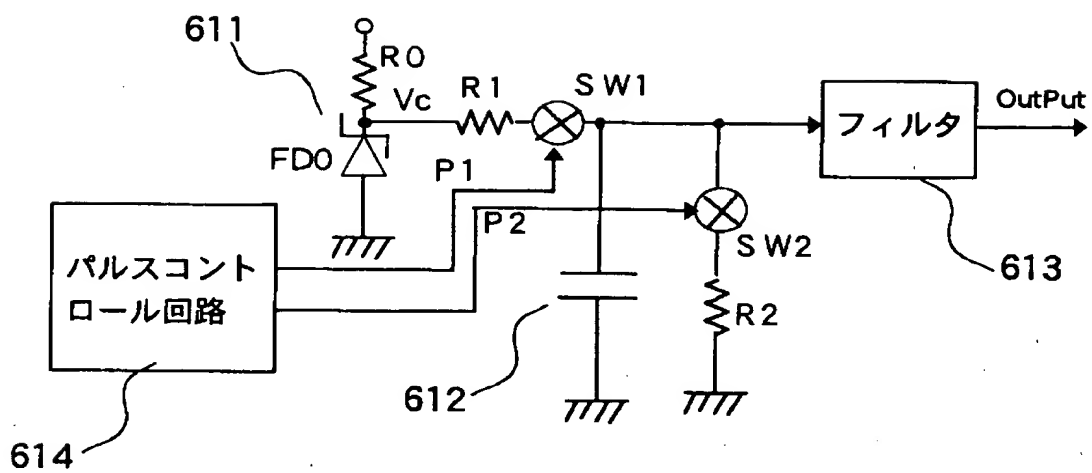 611
R0
Vc
R1
SW1
FD0
P1
P2
フィルタ
OutPut
SW2
613
パルスコント
ロール回路
R2
612
614